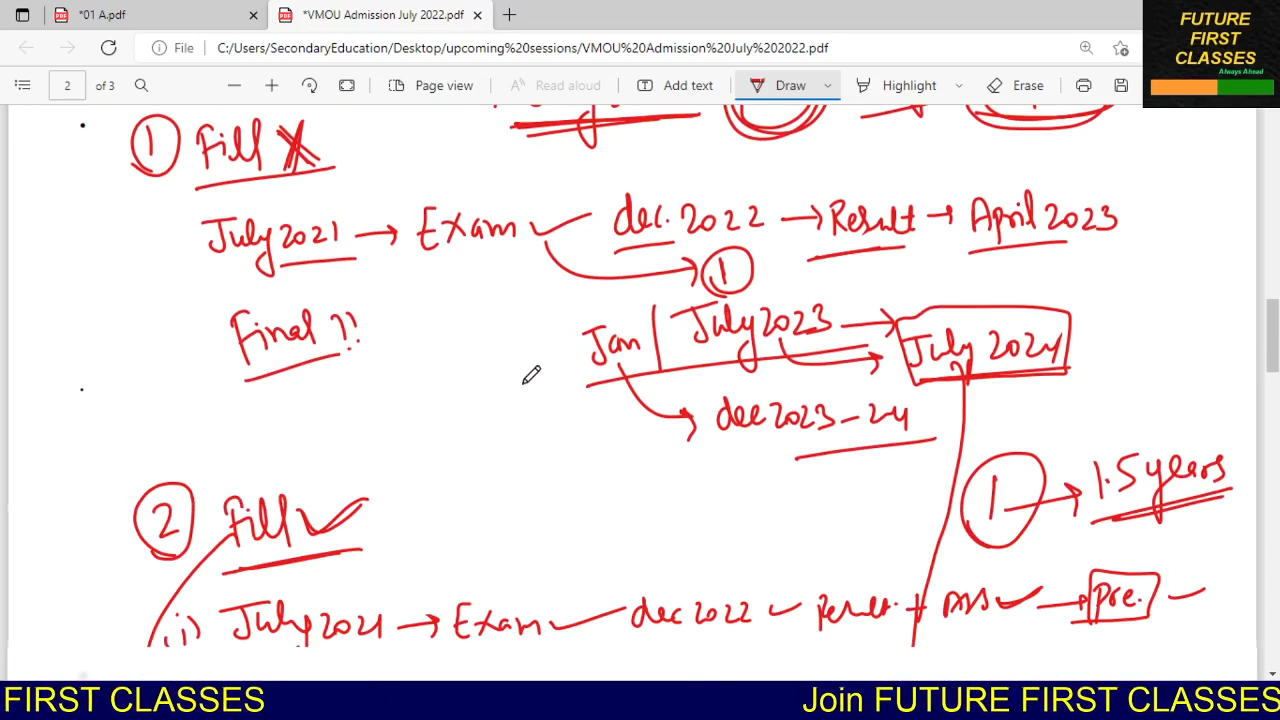 *01 A.pdf
*VMOU Admission July 2022.pdf
FUTURE
FIRST
CLASSES
Always Ahead
File C:/Users/SecondaryEducation/Desktop/upcoming%20sessions/VMOU%20Admission%20July%202022.pdf
2 of 3 Page view Read aloud Add text Draw Highlight Erase
1 Fill
July 2021 → Exam ✓ dec. 2022 → Result → April 2023
1
Final !!
Jan | July 2023 → July 2024
dec 2023-24
1 → 1.5 years
2 Fill ✓
(i) July 2021 → Exam ✓ dec 2022 ✓ Result. + ✓ → Pre. ✓
FIRST CLASSES
Join FUTURE FIRST CLASSES